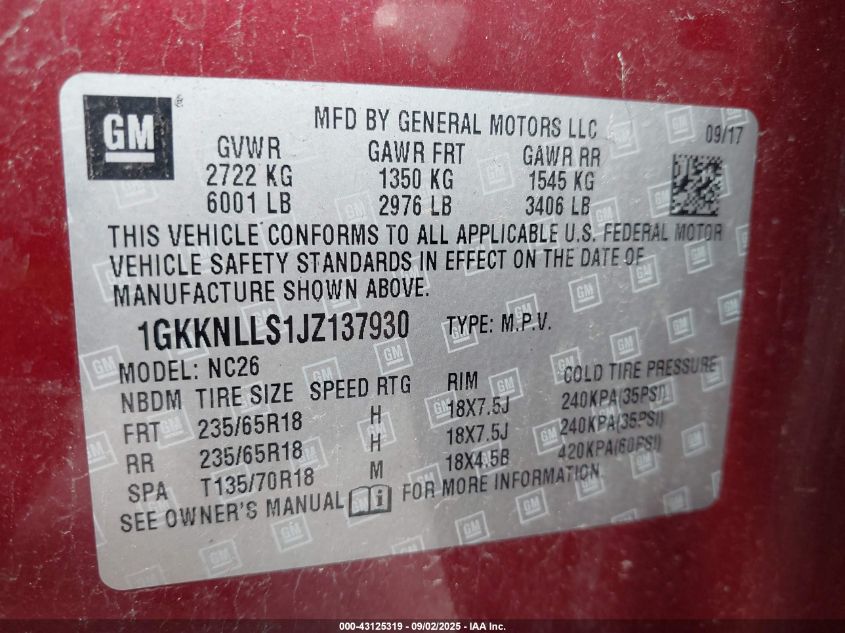 GM ®
MFD BY GENERAL MOTORS LLC 09/17
GVWR GAWR FRT GAWR RR
2722 KG 1350 KG 1545 KG
6001 LB 2976 LB 3406 LB
THIS VEHICLE CONFORMS TO ALL APPLICABLE U.S. FEDERAL MOTOR
VEHICLE SAFETY STANDARDS IN EFFECT ON THE DATE OF
MANUFACTURE SHOWN ABOVE.
1GKKNLLS1JZ137930 TYPE: M.P.V.
MODEL: NC26
NBDM TIRE SIZE SPEED RTG RIM COLD TIRE PRESSURE
FRT 235/65R18 H 18X7.5J 240KPA(35PSI)
RR 235/65R18 H 18X7.5J 240KPA(35PSI)
SPA T135/70R18 M 18X4.5B 420KPA(60PSI)
SEE OWNER'S MANUAL i FOR MORE INFORMATION.
000-43125319 - 09/02/2025 - IAA Inc.